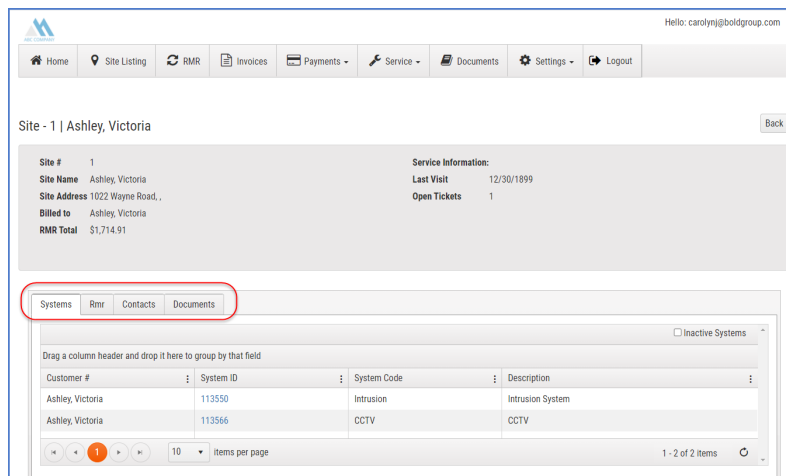 Hello: carolynj@boldgroup.com
ABC COMPANY
Home Site Listing RMR Invoices Payments Service Documents Settings Logout
Site - 1 | Ashley, Victoria Back
Site # 1 Service Information:
Site Name Ashley, Victoria Last Visit 12/30/1899
Site Address 1022 Wayne Road, , Open Tickets 1
Billed to Ashley, Victoria
RMR Total $1,714.91
Systems Rmr Contacts Documents
Inactive Systems
Drag a column header and drop it here to group by that field
Customer # System ID System Code Description
Ashley, Victoria 113550 Intrusion Intrusion System
Ashley, Victoria 113566 CCTV CCTV
1 10 items per page 1 - 2 of 2 items